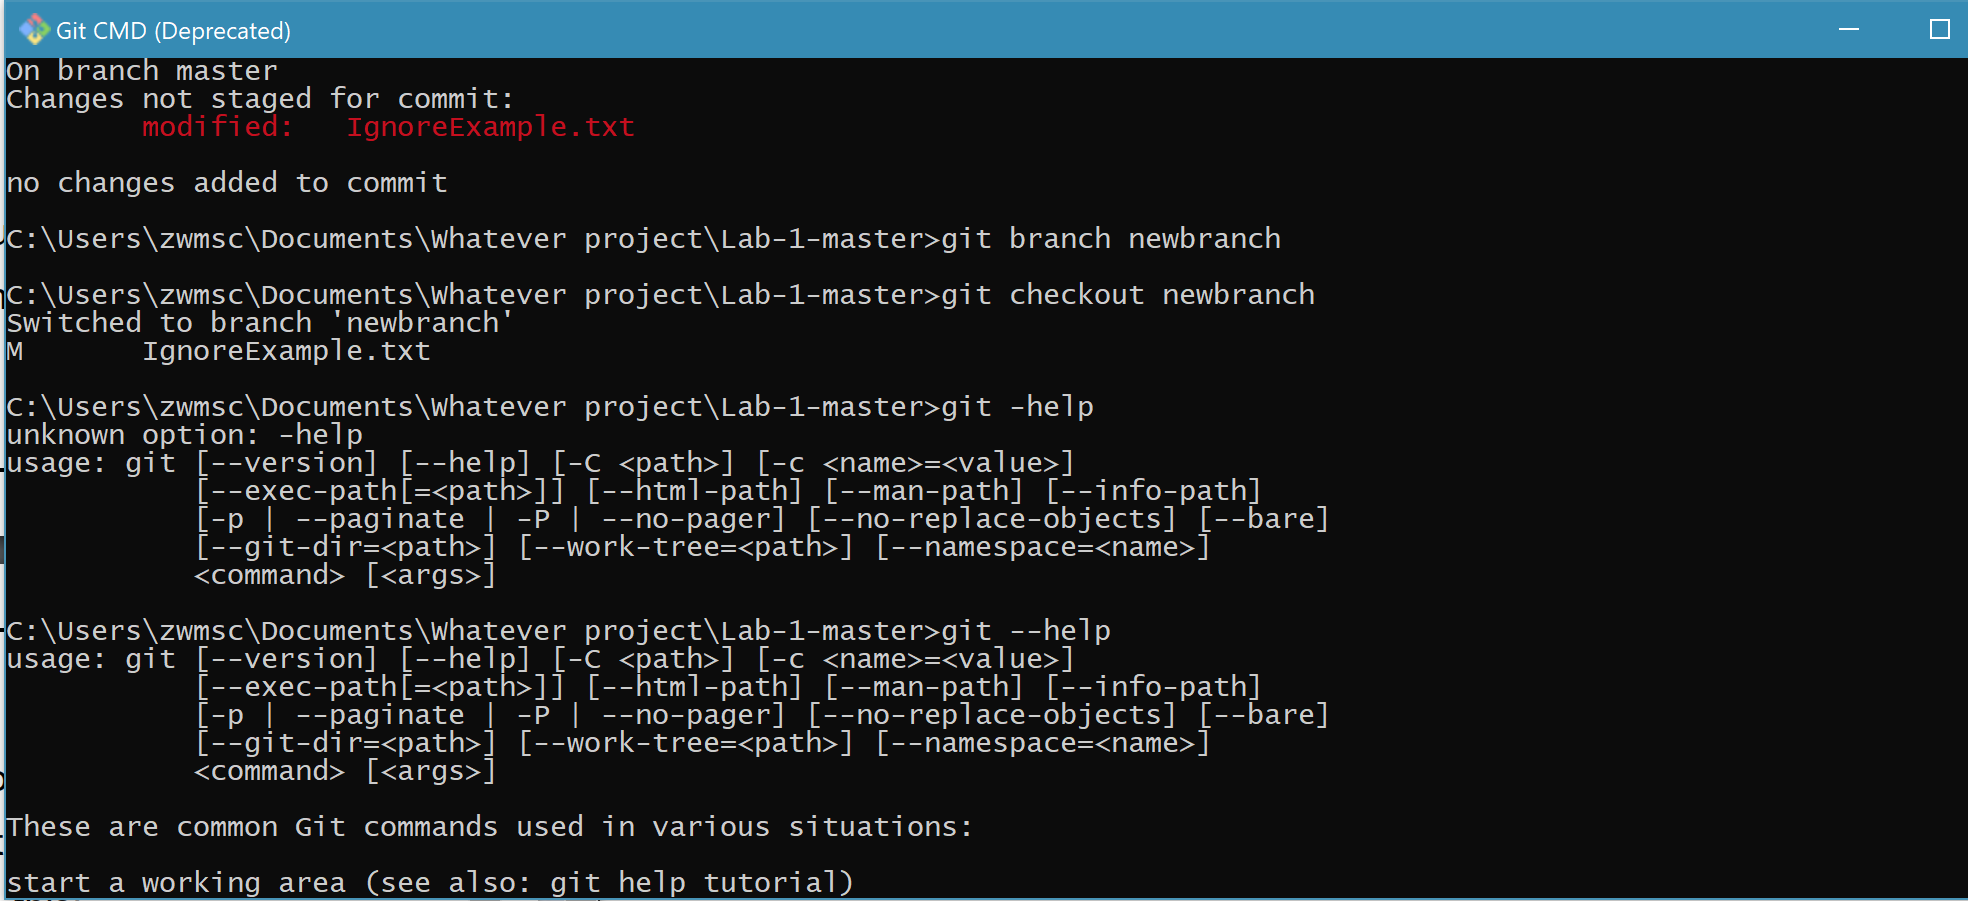 Git CMD (Deprecated)
On branch master
Changes not staged for commit:
        modified:   IgnoreExample.txt

no changes added to commit

C:\Users\zwmsc\Documents\Whatever project\Lab-1-master>git branch newbranch

C:\Users\zwmsc\Documents\Whatever project\Lab-1-master>git checkout newbranch
Switched to branch 'newbranch'
M       IgnoreExample.txt

C:\Users\zwmsc\Documents\Whatever project\Lab-1-master>git -help
unknown option: -help
usage: git [--version] [--help] [-C <path>] [-c <name>=<value>]
           [--exec-path[=<path>]] [--html-path] [--man-path] [--info-path]
           [-p | --paginate | -P | --no-pager] [--no-replace-objects] [--bare]
           [--git-dir=<path>] [--work-tree=<path>] [--namespace=<name>]
           <command> [<args>]

C:\Users\zwmsc\Documents\Whatever project\Lab-1-master>git --help
usage: git [--version] [--help] [-C <path>] [-c <name>=<value>]
           [--exec-path[=<path>]] [--html-path] [--man-path] [--info-path]
           [-p | --paginate | -P | --no-pager] [--no-replace-objects] [--bare]
           [--git-dir=<path>] [--work-tree=<path>] [--namespace=<name>]
           <command> [<args>]

These are common Git commands used in various situations:

start a working area (see also: git help tutorial)